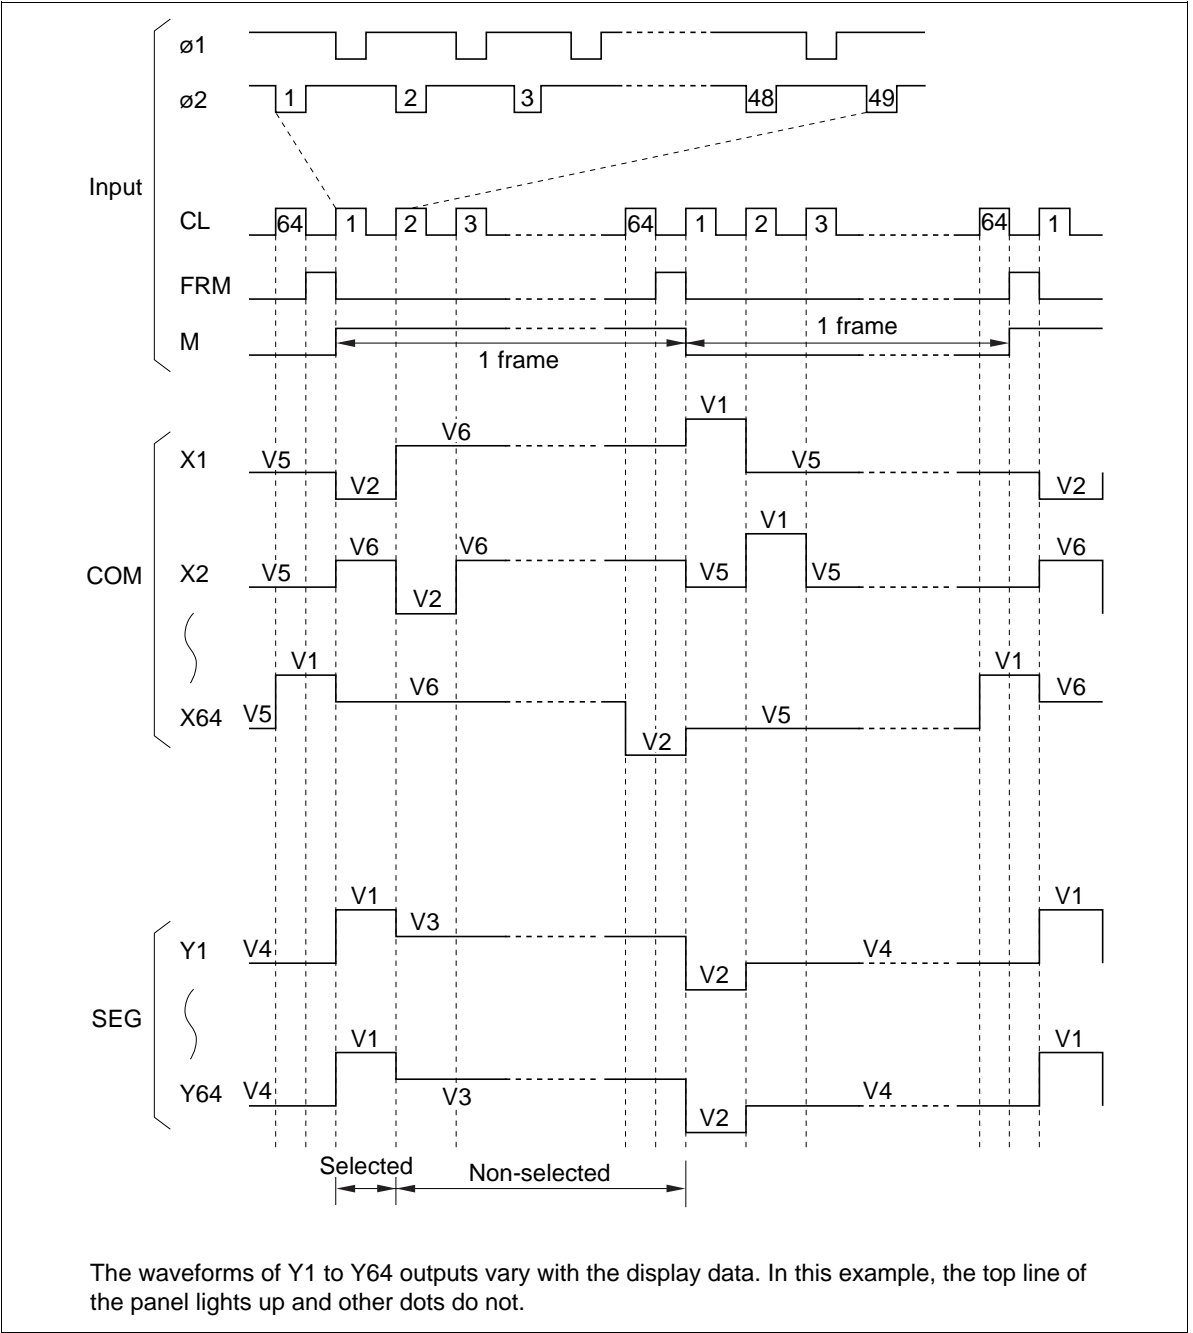 ø1
ø2 1 2 3 48 49
Input
CL 64 1 2 3 64 1 2 3 64 1
FRM
M 1 frame 1 frame
V1
X1 V5 V2 V6 V5 V2
V1
COM X2 V5 V6 V2 V6 V5 V5 V6
X64 V5 V1 V6 V2 V5 V1 V6
V1 V3 V1
Y1 V4 V2 V4
SEG
V1 V1
Y64 V4 V3 V2 V4
Selected Non-selected
The waveforms of Y1 to Y64 outputs vary with the display data. In this example, the top line of
the panel lights up and other dots do not.